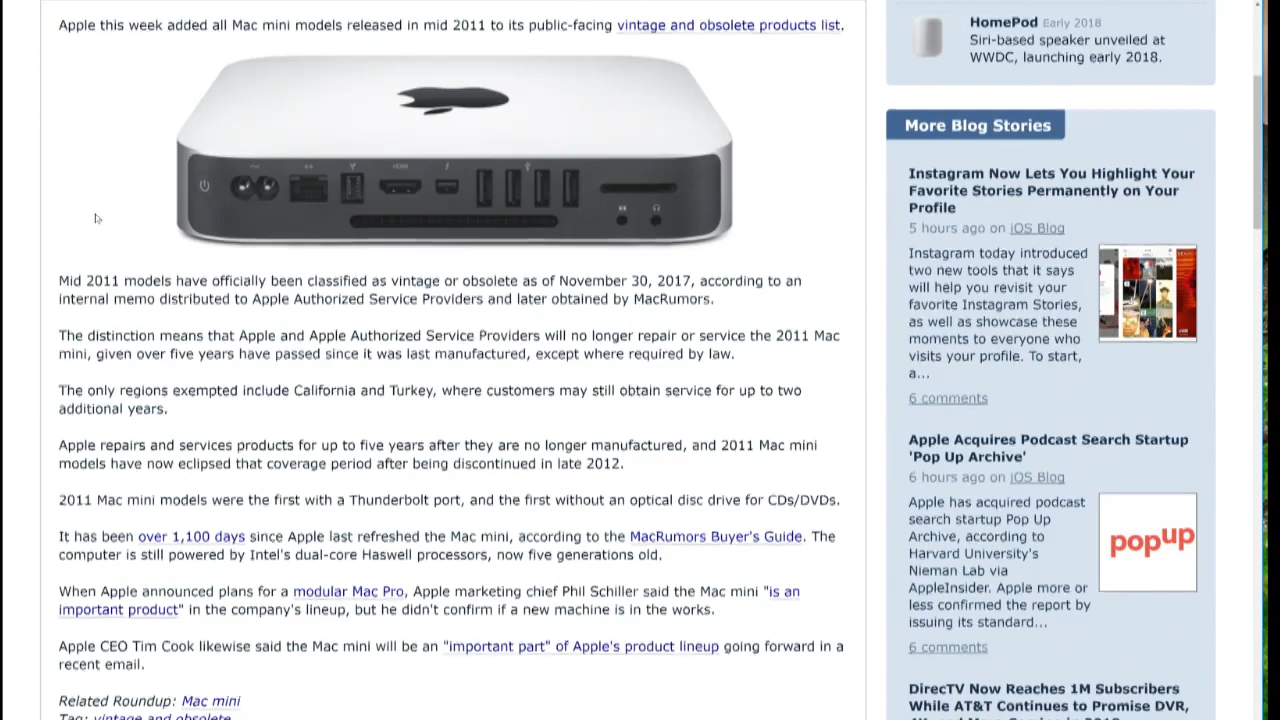 Apple this week added all Mac mini models released in mid 2011 to its public-facing vintage and obsolete products list.
HDMI
Mid 2011 models have officially been classified as vintage or obsolete as of November 30, 2017, according to an
internal memo distributed to Apple Authorized Service Providers and later obtained by MacRumors.
The distinction means that Apple and Apple Authorized Service Providers will no longer repair or service the 2011 Mac
mini, given over five years have passed since it was last manufactured, except where required by law.
The only regions exempted include California and Turkey, where customers may still obtain service for up to two
additional years.
Apple repairs and services products for up to five years after they are no longer manufactured, and 2011 Mac mini
models have now eclipsed that coverage period after being discontinued in late 2012.
2011 Mac mini models were the first with a Thunderbolt port, and the first without an optical disc drive for CDs/DVDs.
It has been over 1,100 days since Apple last refreshed the Mac mini, according to the MacRumors Buyer's Guide. The
computer is still powered by Intel's dual-core Haswell processors, now five generations old.
When Apple announced plans for a modular Mac Pro, Apple marketing chief Phil Schiller said the Mac mini "is an
important product" in the company's lineup, but he didn't confirm if a new machine is in the works.
Apple CEO Tim Cook likewise said the Mac mini will be an "important part" of Apple's product lineup going forward in a
recent email.
Related Roundup: Mac mini
Tag: vintage and obsolete
HomePod Early 2018
Siri-based speaker unveiled at
WWDC, launching early 2018.
More Blog Stories
Instagram Now Lets You Highlight Your
Favorite Stories Permanently on Your
Profile
5 hours ago on iOS Blog
Instagram today introduced
two new tools that it says
will help you revisit your
favorite Instagram Stories,
as well as showcase these
moments to everyone who
visits your profile. To start,
a...
6 comments
Apple Acquires Podcast Search Startup
'Pop Up Archive'
6 hours ago on iOS Blog
Apple has acquired podcast
search startup Pop Up
Archive, according to
Harvard University's
Nieman Lab via
AppleInsider. Apple more or
less confirmed the report by
issuing its standard...
popup
6 comments
DirecTV Now Reaches 1M Subscribers
While AT&T Continues to Promise DVR,